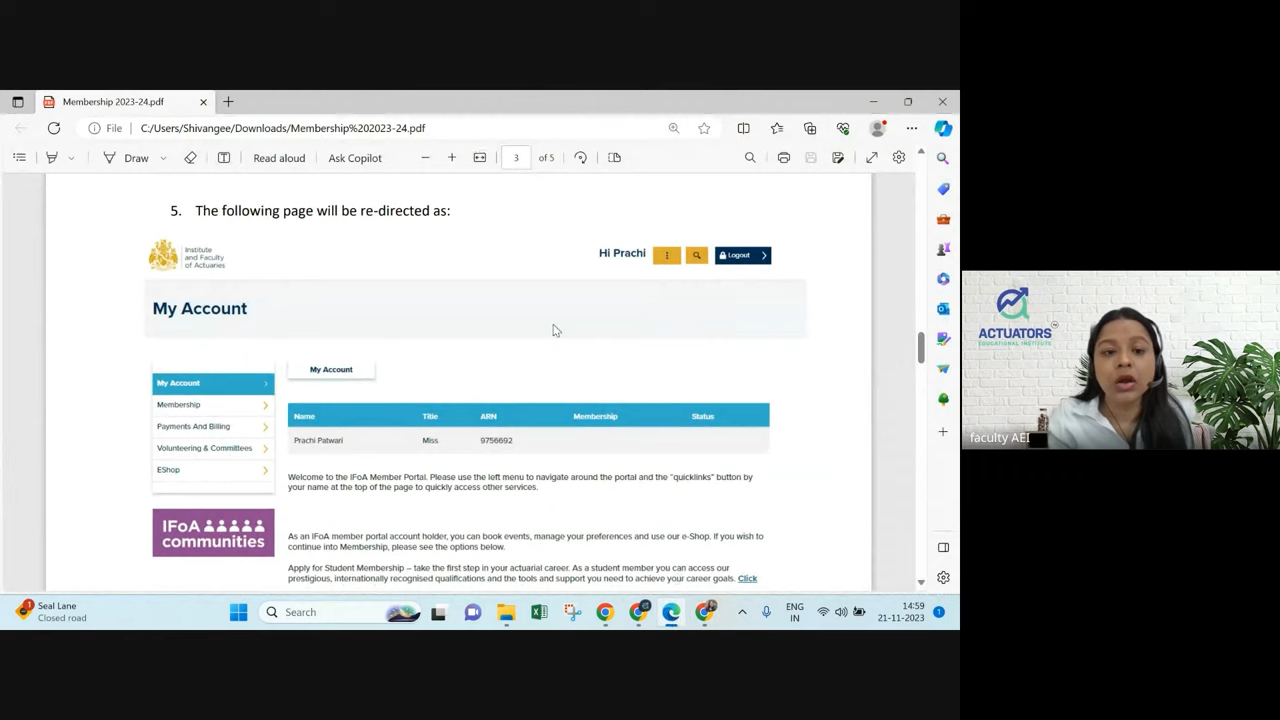 Membership 2023-24.pdf
File
C:/Users/Shivangee/Downloads/Membership%202023-24.pdf
Draw
Read aloud
Ask Copilot
3
of 5
5. The following page will be re-directed as:
Institute
and Faculty
of Actuaries
Hi Prachi
Logout
My Account
My Account
My Account
Membership
Payments And Billing
Volunteering & Committees
EShop
Name Title ARN Membership Status
Prachi Patwari Miss 9756692
Welcome to the IFoA Member Portal. Please use the left menu to navigate around the portal and the "quicklinks" button by
your name at the top of the page to quickly access other services.
IFoA
communities
As an IFoA member portal account holder, you can book events, manage your preferences and use our e-Shop. If you wish to
continue into Membership, please see the options below.
Apply for Student Membership – take the first step in your actuarial career. As a student member you can access our
prestigious, internationally recognised qualifications and the tools and support you need to achieve your career goals. Click
ACTUATORS
EDUCATIONAL INSTITUTE
faculty AEI
1
Seal Lane
Closed road
Search
ENG
IN
14:59
21-11-2023
1